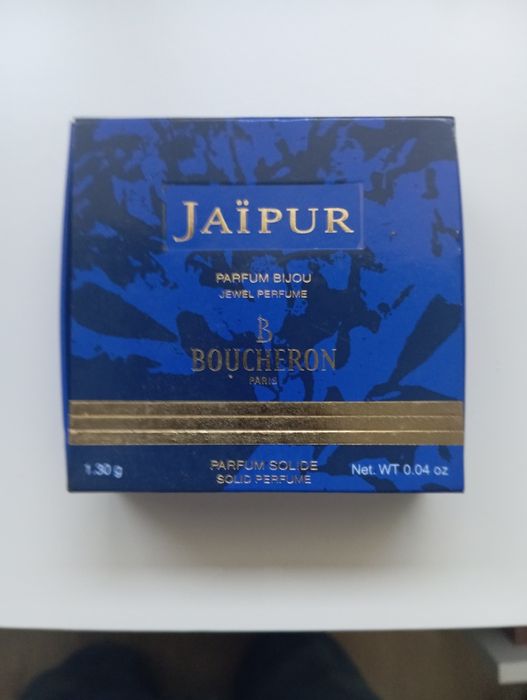 JAÏPUR
PARFUM BIJOU
JEWEL PERFUME
B
BOUCHERON
PARIS
1.30 g
PARFUM SOLIDE
SOLID PERFUME
Net. WT 0.04 oz